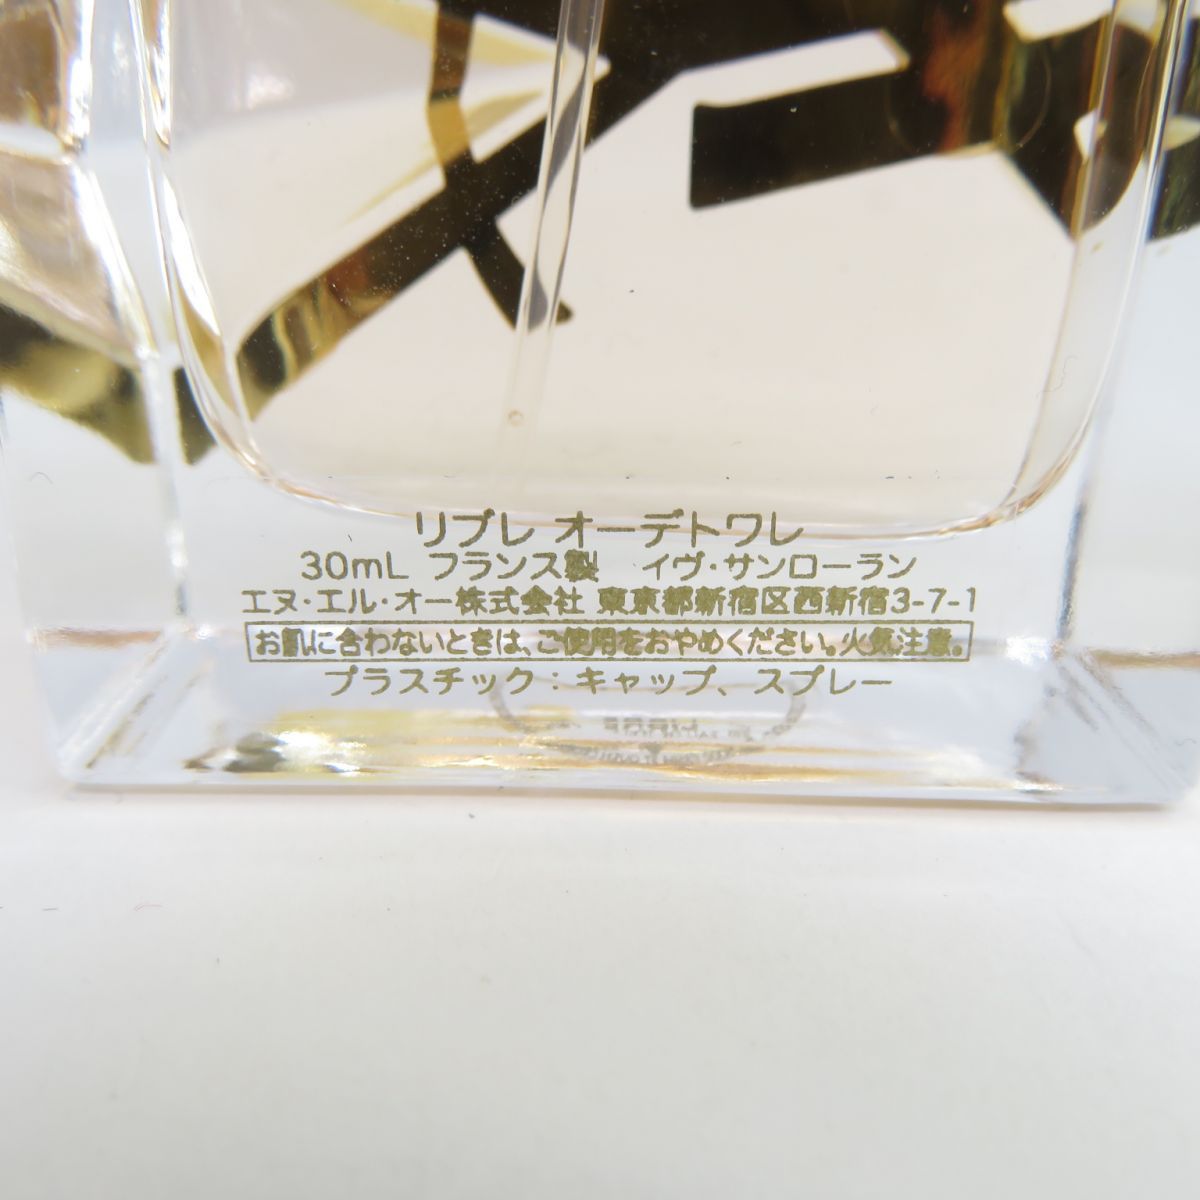 リブレ オーデトワレ
30mL フランス製　イヴ・サンローラン
エヌ・エル・オー株式会社 東京都新宿区西新宿3-7-1
お肌に合わないときは、ご使用をおやめください。火気注意。
プラスチック：キャップ、スプレー